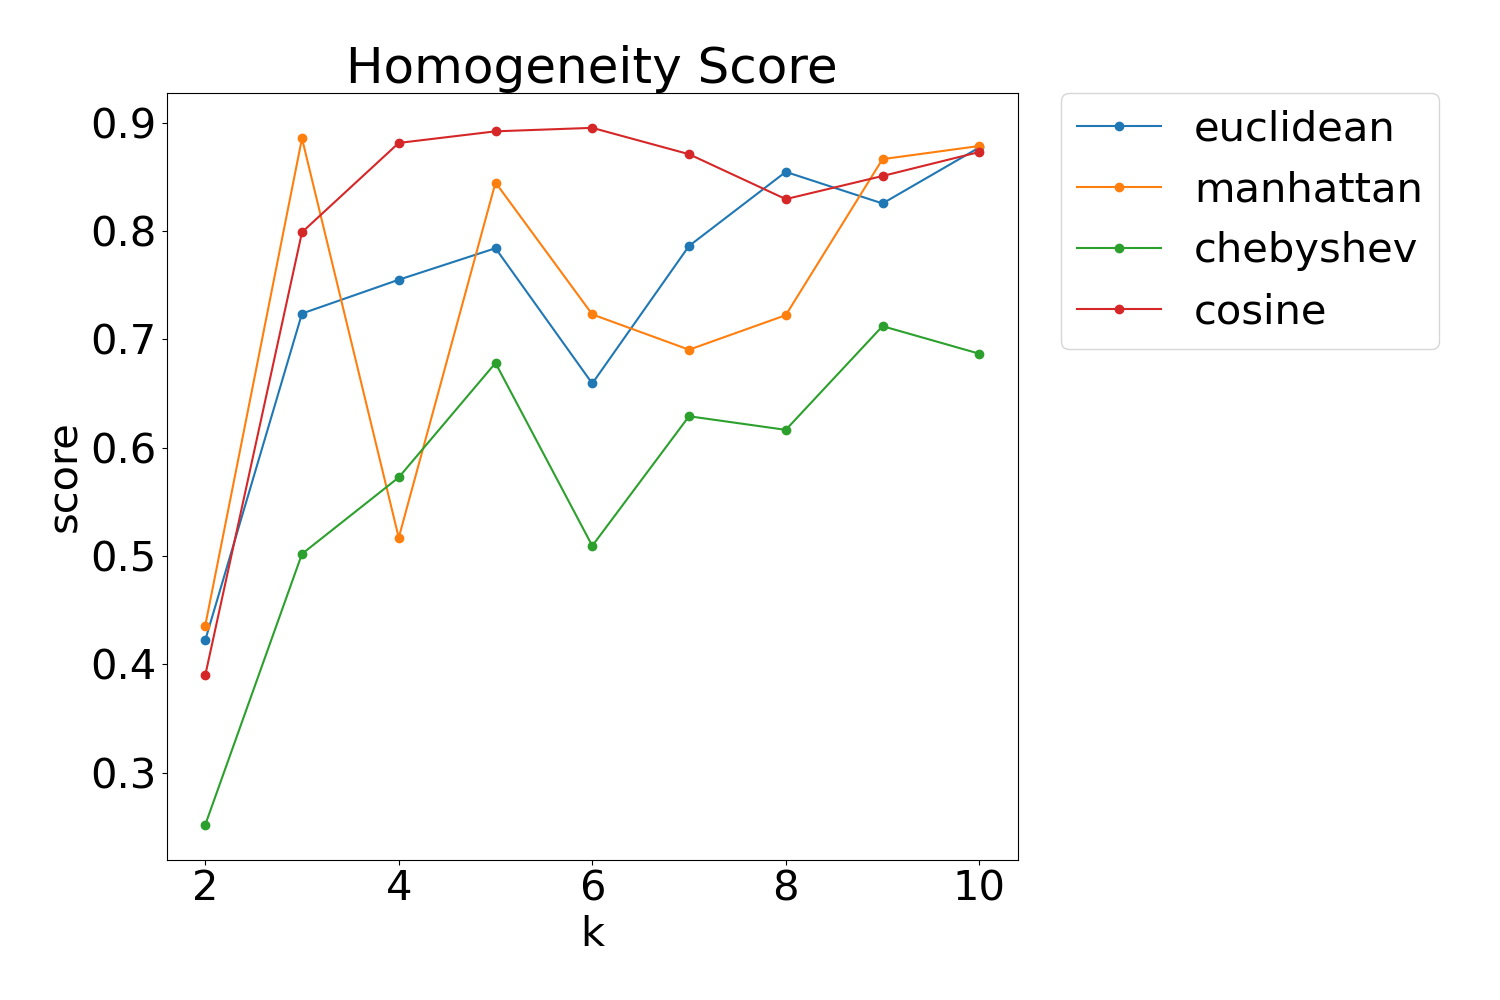 Homogeneity Score
0.9
0.8
0.7
0.6
0.5
0.4
0.3
score
2 4 6 8 10
k
euclidean
manhattan
chebyshev
cosine